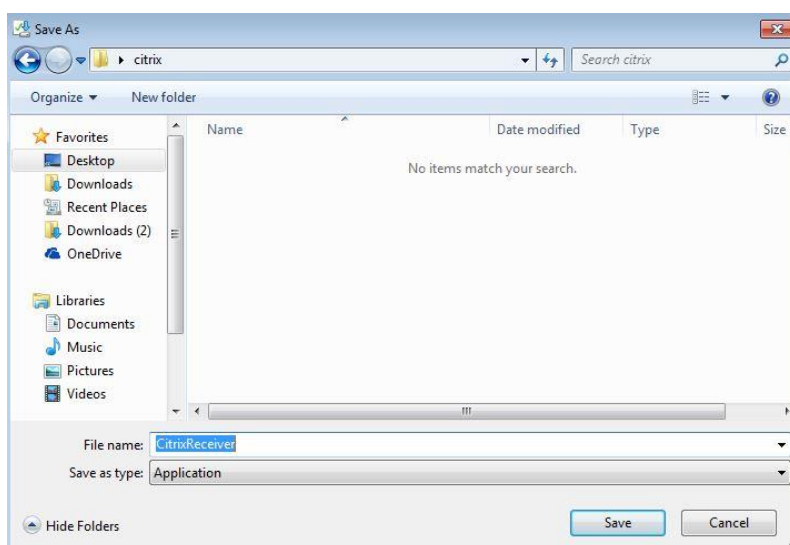 Save As
citrix
Search citrix
Organize
New folder
Name
Date modified
Type
Size
No items match your search.
Favorites
Desktop
Downloads
Recent Places
Downloads (2)
OneDrive
Libraries
Documents
Music
Pictures
Videos
File name: CitrixReceiver
Save as type: Application
Hide Folders
Save
Cancel